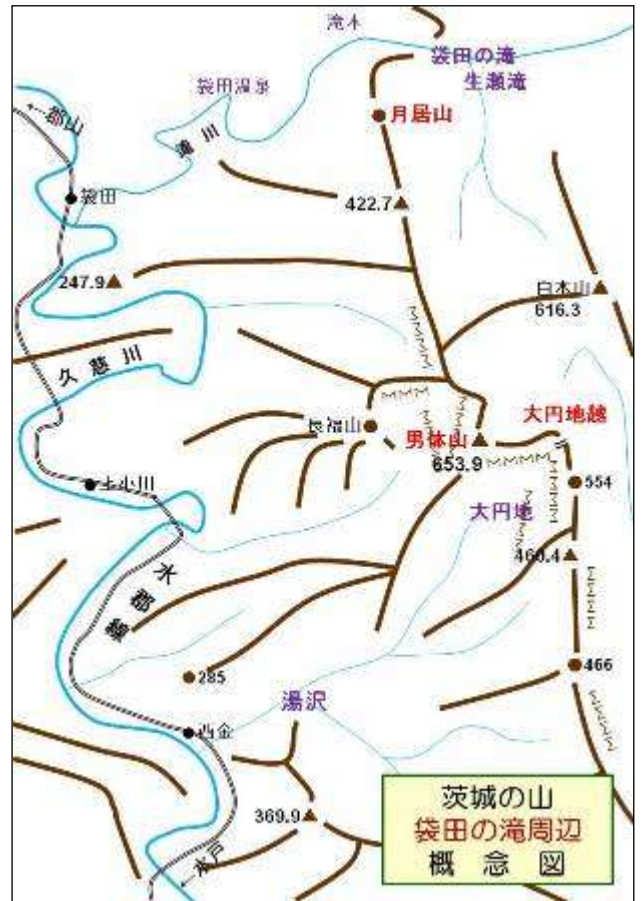 滝本
袋田の滝
生瀬滝
袋田温泉
月居山
←郡山
滝川
袋田
422.7
247.9
白木山
616.3
久慈川
長福山
男体山
653.9
大円地越
上小川
554
大円地
460.4
水郡線
466
285
湯沢
西金
369.9
←水戸
茨城の山
袋田の滝周辺
概念図